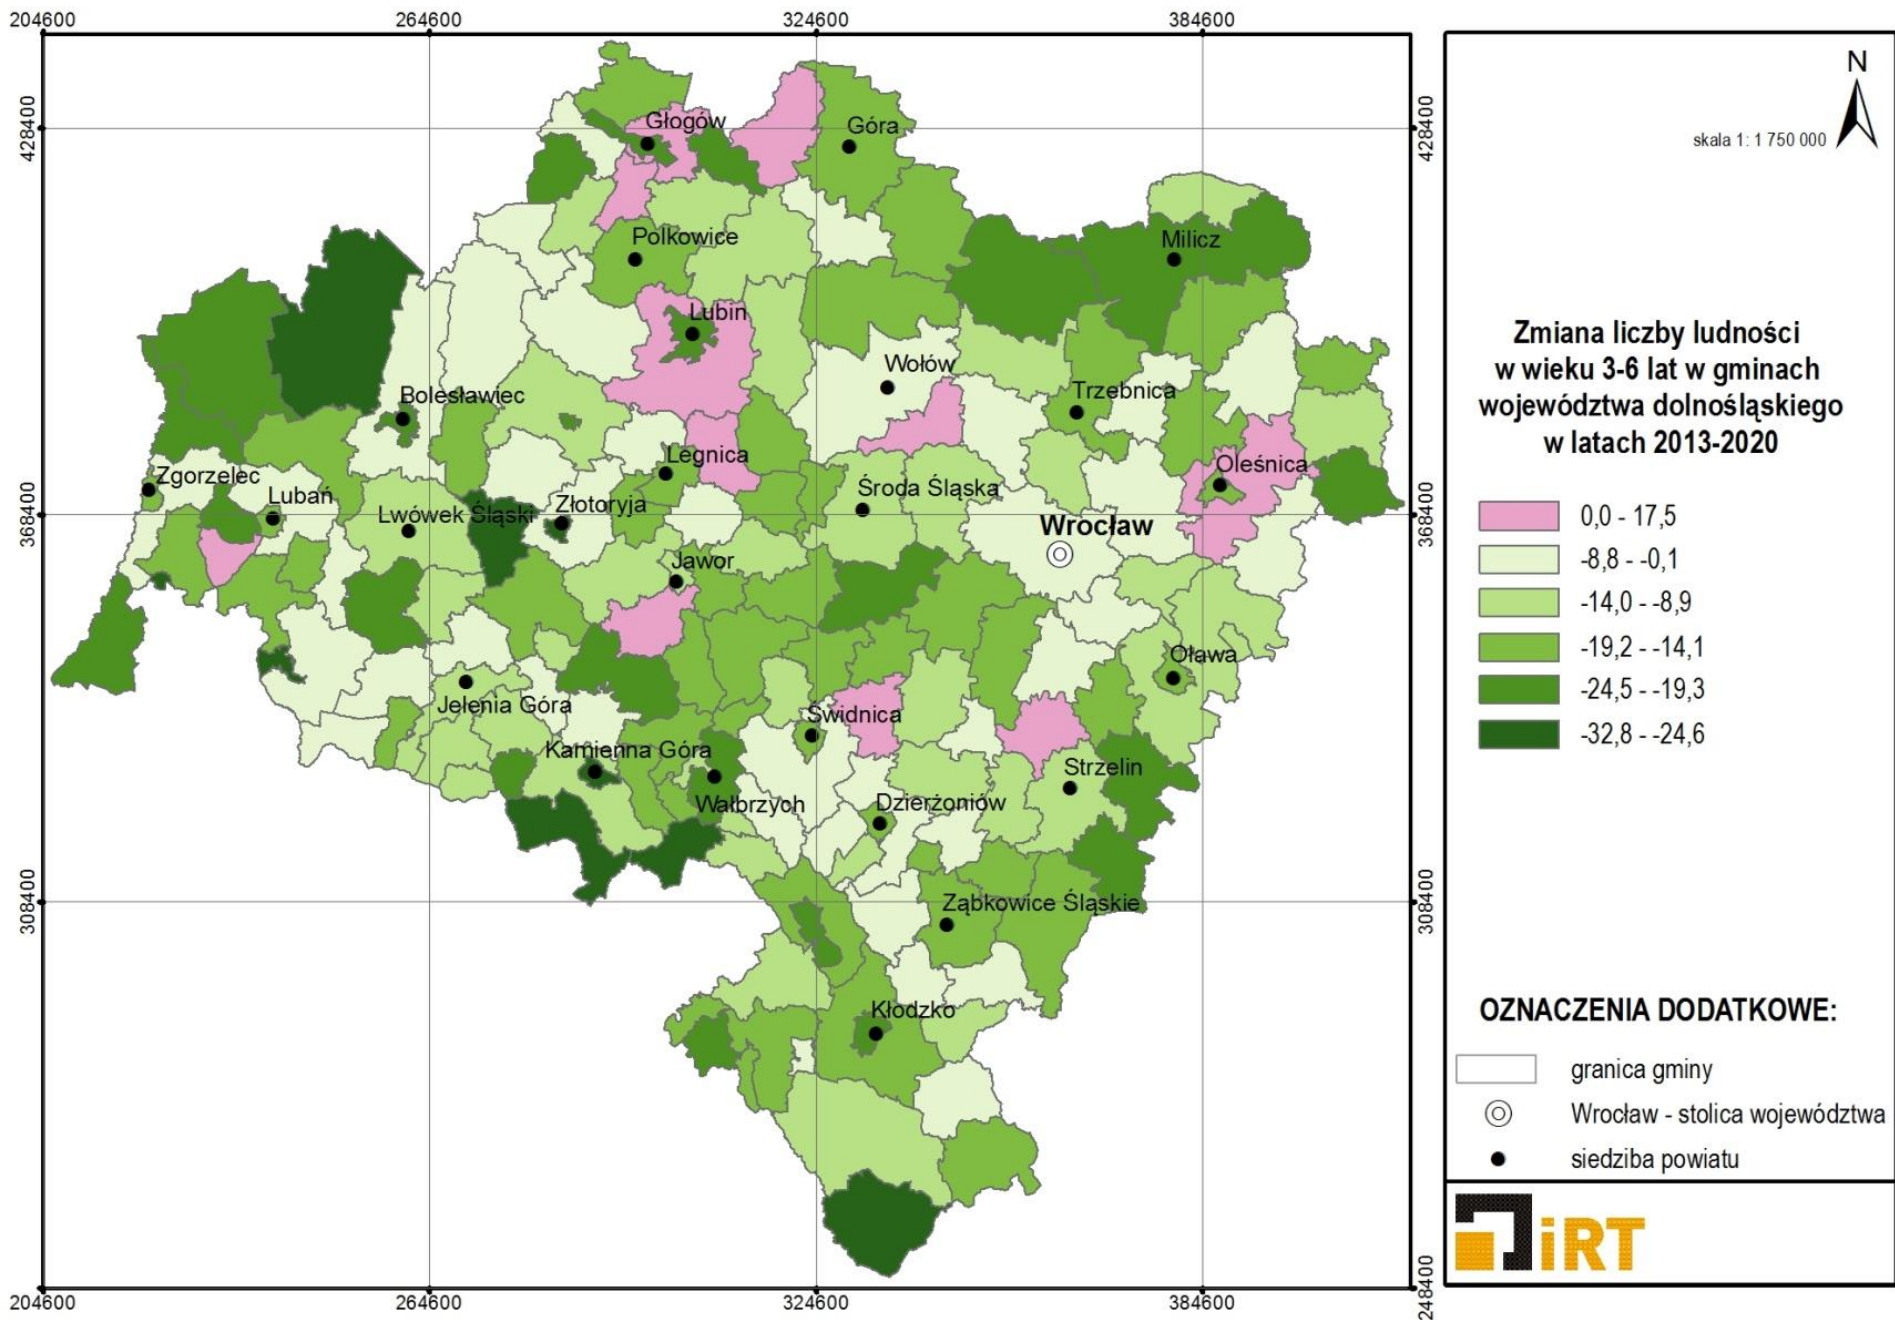 204600
264600
324600
384600
428400
368400
308400
428400
368400
308400
248400
204600
264600
324600
384600
Głogów
Góra
Polkowice
Milicz
Lubin
Wołów
Bolesławiec
Trzebnica
Legnica
Oleśnica
Zgorzelec
Lubań
Środa Śląska
Złotoryja
Lwówek Śląski
Wrocław
Jawor
Oława
Jelenia Góra
Świdnica
Kamienna Góra
Strzelin
Wałbrzych
Dzierżoniów
Ząbkowice Śląskie
Kłodzko
N
skala 1: 1 750 000
Zmiana liczby ludności
w wieku 3-6 lat w gminach
województwa dolnośląskiego
w latach 2013-2020
0,0 - 17,5
-8,8 - -0,1
-14,0 - -8,9
-19,2 - -14,1
-24,5 - -19,3
-32,8 - -24,6
OZNACZENIA DODATKOWE:
granica gminy
Wrocław - stolica województwa
siedziba powiatu
iRT